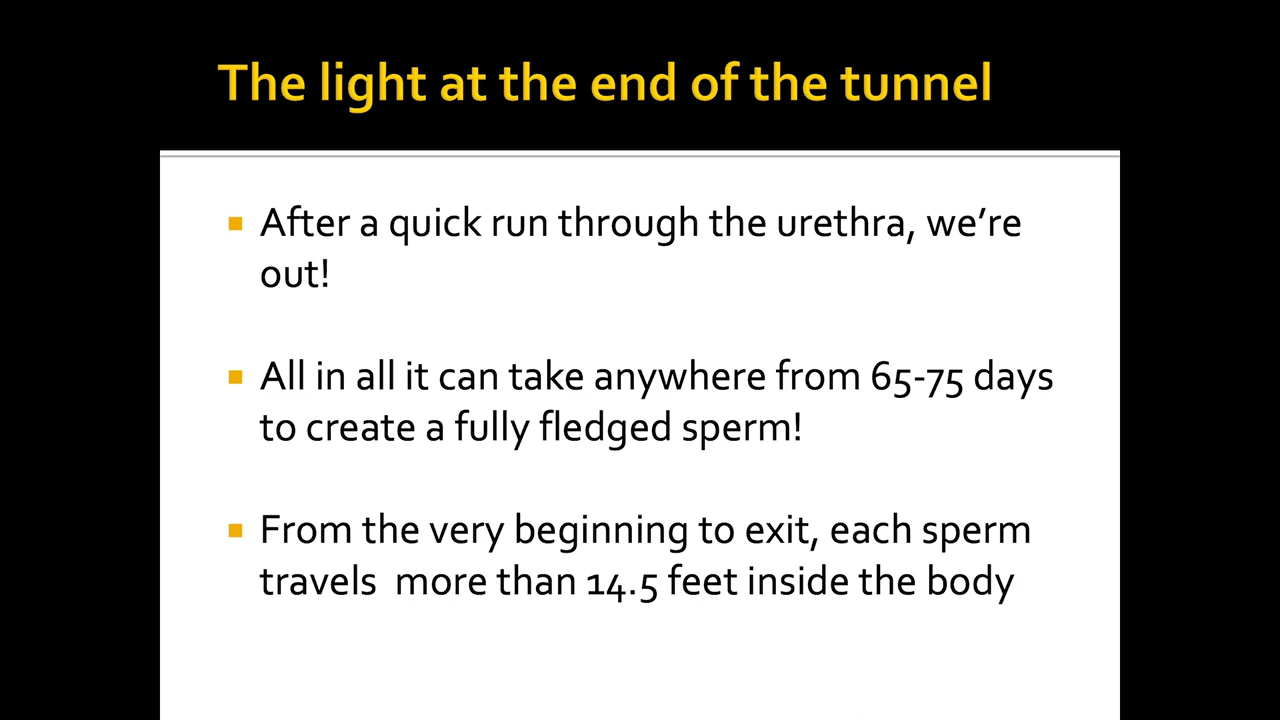 The light at the end of the tunnel
▪ After a quick run through the urethra, we’re
out!
▪ All in all it can take anywhere from 65-75 days
to create a fully fledged sperm!
▪ From the very beginning to exit, each sperm
travels  more than 14.5 feet inside the body